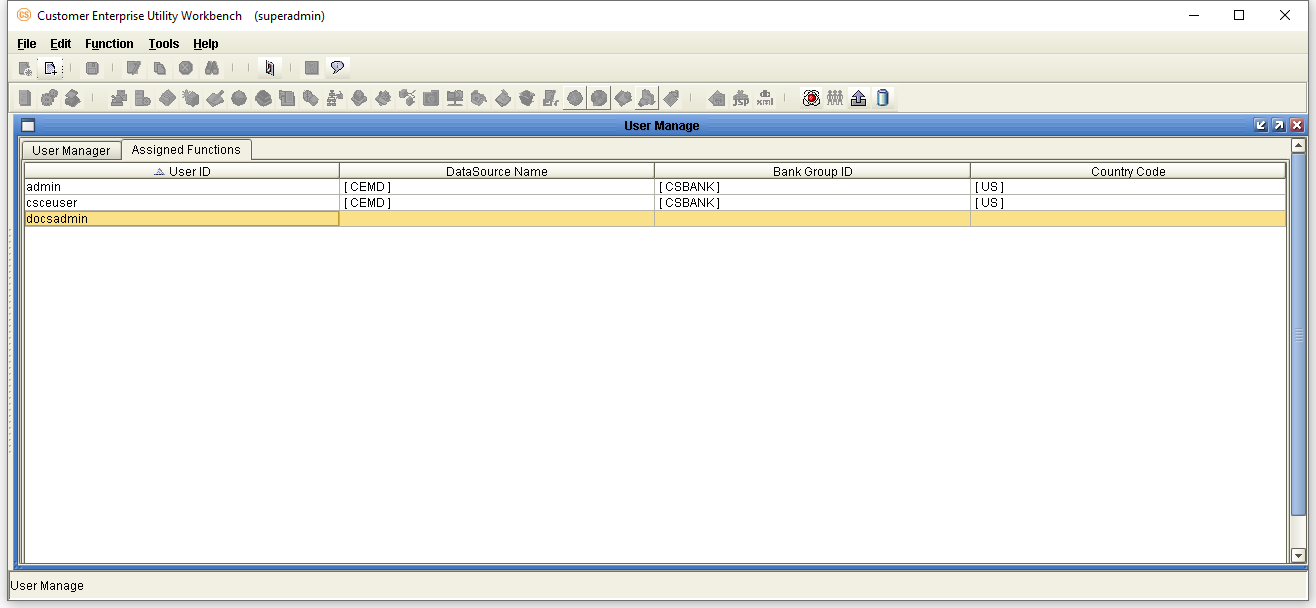 CS Customer Enterprise Utility Workbench (superadmin)
File Edit Function Tools Help
jsp db xml
User Manage
User Manager Assigned Functions
User ID DataSource Name Bank Group ID Country Code
admin [ CEMD ] [ CSBANK ] [ US ]
csceuser [ CEMD ] [ CSBANK ] [ US ]
docsadmin
User Manage